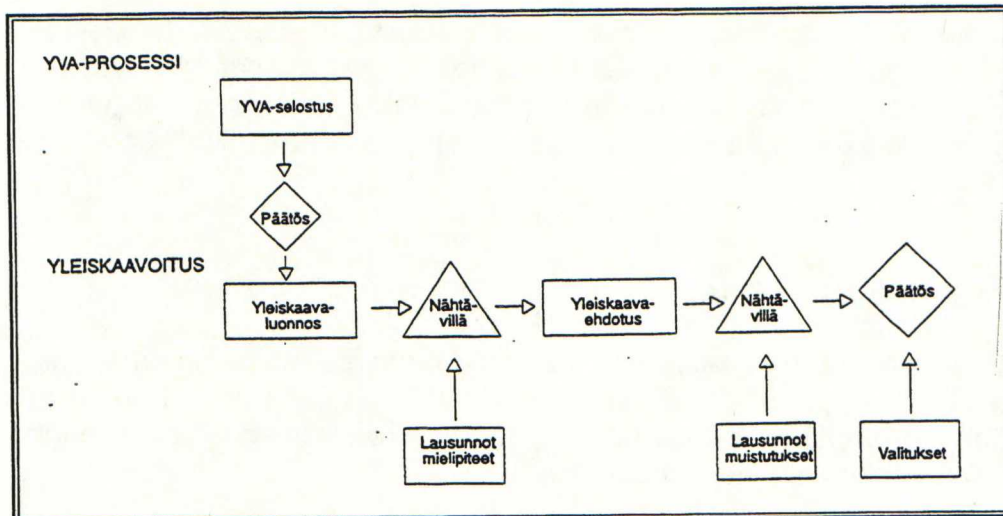 YVA-PROSESSI
YVA-selostus
Päätös
YLEISKAAVOITUS
Yleiskaava-
luonnos
Nähtä-
villä
Yleiskaava-
ehdotus
Nähtä-
villä
Päätös
Lausunnot
mielipiteet
Lausunnot
muistutukset
Valitukset